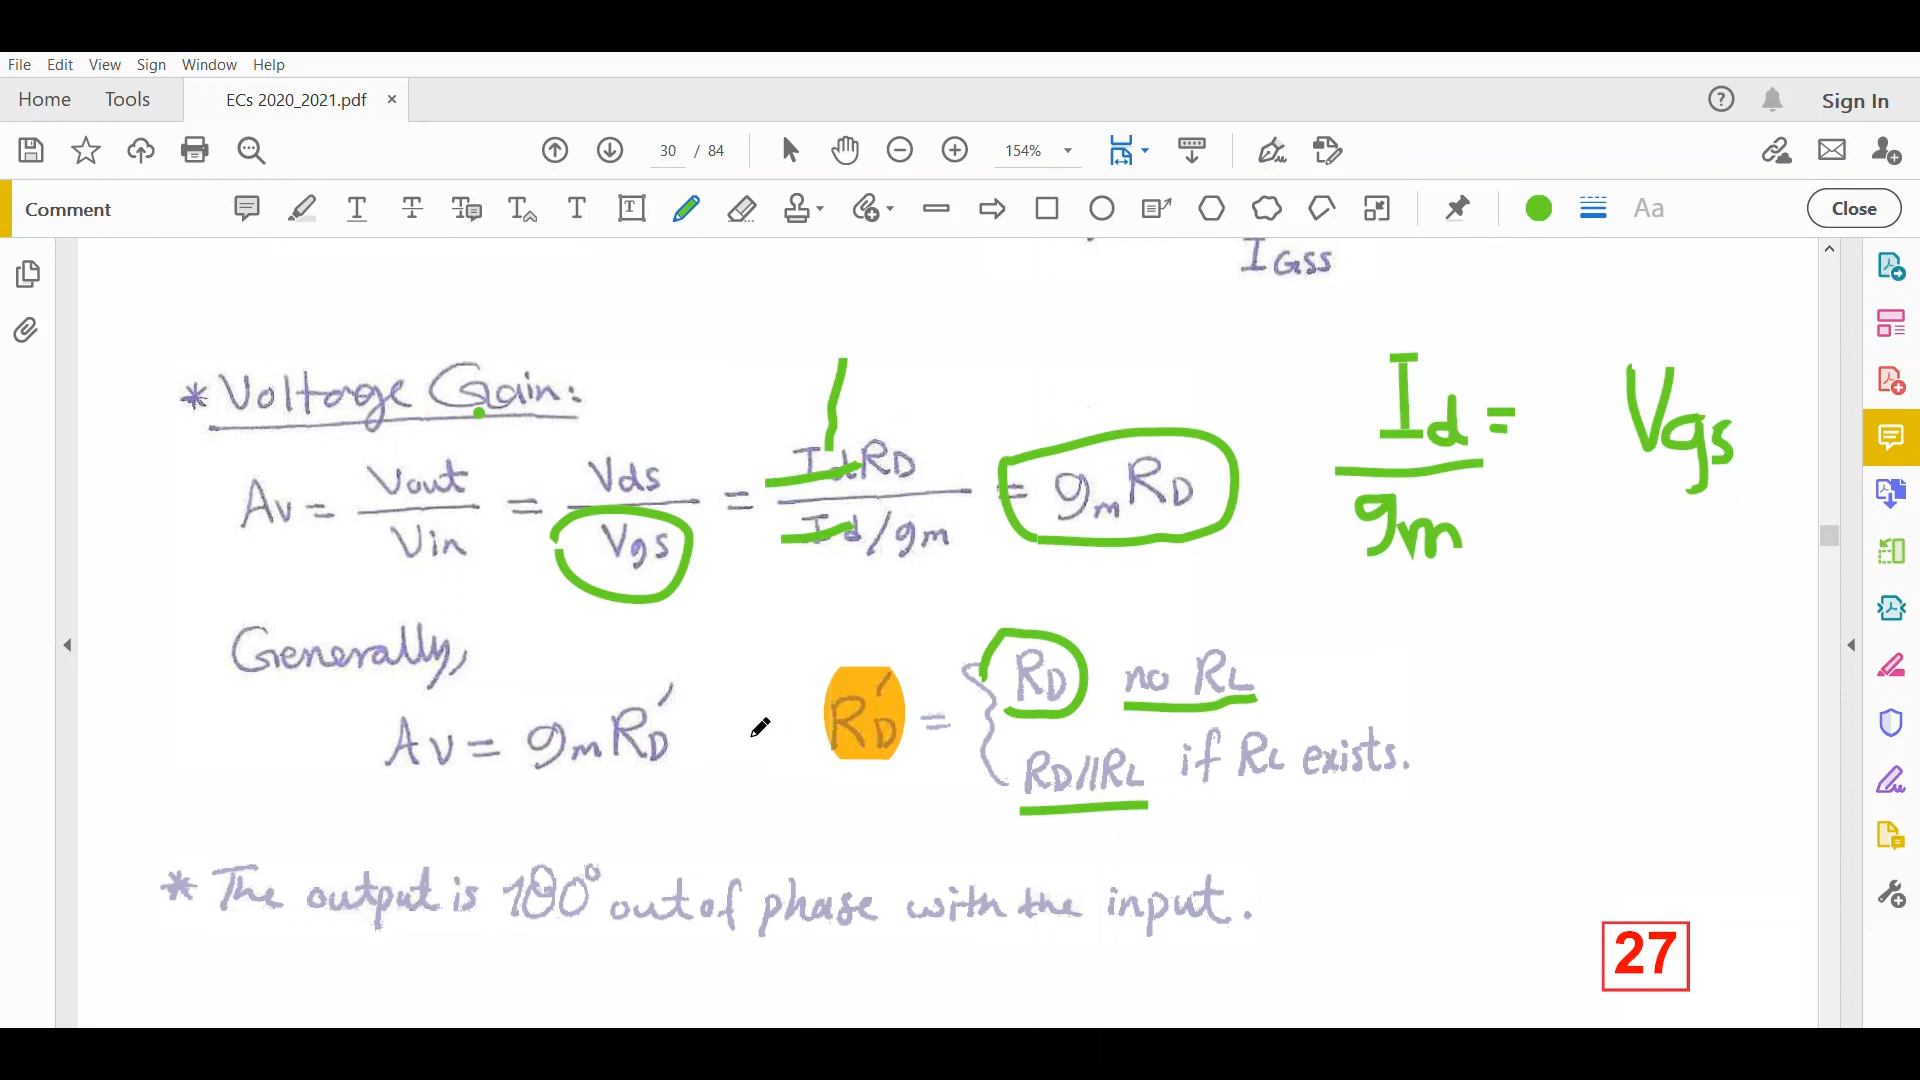 File Edit View Sign Window Help
Home Tools ECs 2020_2021.pdf × Sign In
30 / 84 154%
Comment Aa Close
IGSS
* Voltage Gain:
Av = Vout/Vin = Vds/Vgs = IdRD/(Id/gm) = gmRD
Id/gm = Vgs
Generally,
Av = gmRD′
RD′ = { RD no RL
RD//RL if RL exists.
* The output is 180° out of phase with the input.
27